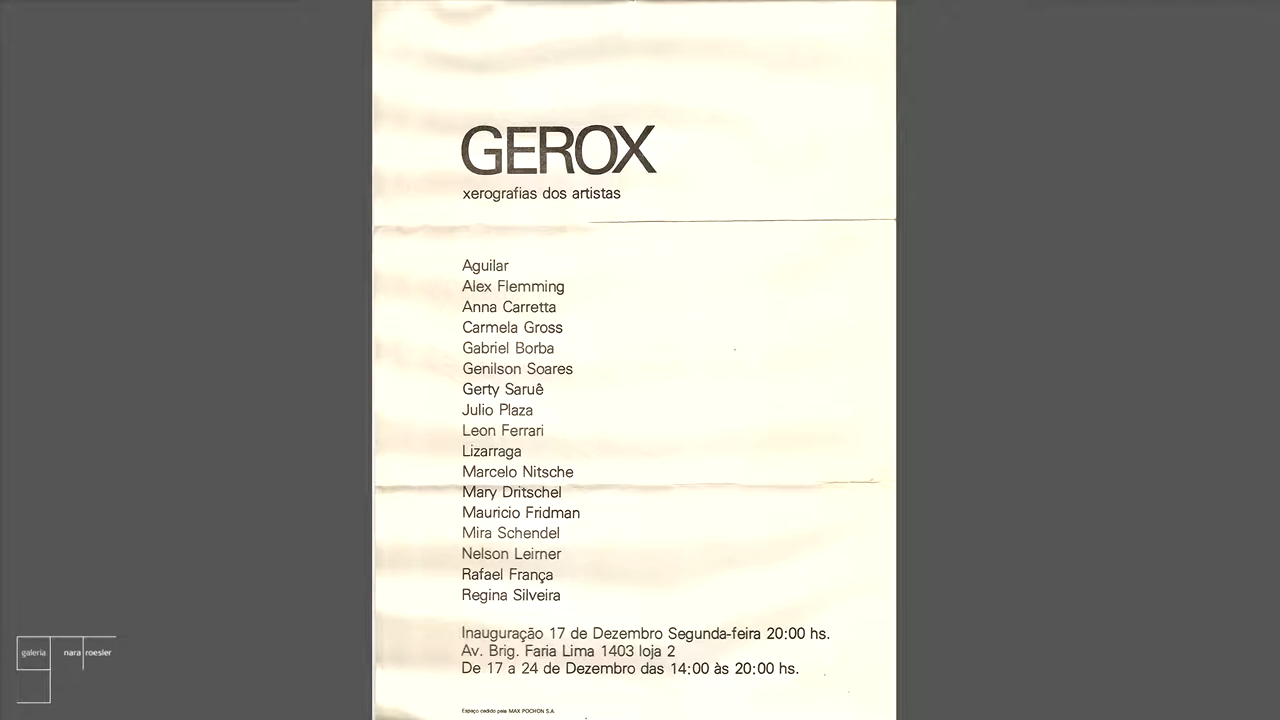 GEROX
xerografias dos artistas
Aguilar
Alex Flemming
Anna Carretta
Carmela Gross
Gabriel Borba
Genilson Soares
Gerty Saruê
Julio Plaza
Leon Ferrari
Lizarraga
Marcelo Nitsche
Mary Dritschel
Mauricio Fridman
Mira Schendel
Nelson Leirner
Rafael França
Regina Silveira
Inauguração 17 de Dezembro Segunda-feira 20:00 hs.
Av. Brig. Faria Lima 1403 loja 2
De 17 a 24 de Dezembro das 14:00 às 20:00 hs.
Espaço cedido pela MAX POCHON S.A.
galeria nara roesler